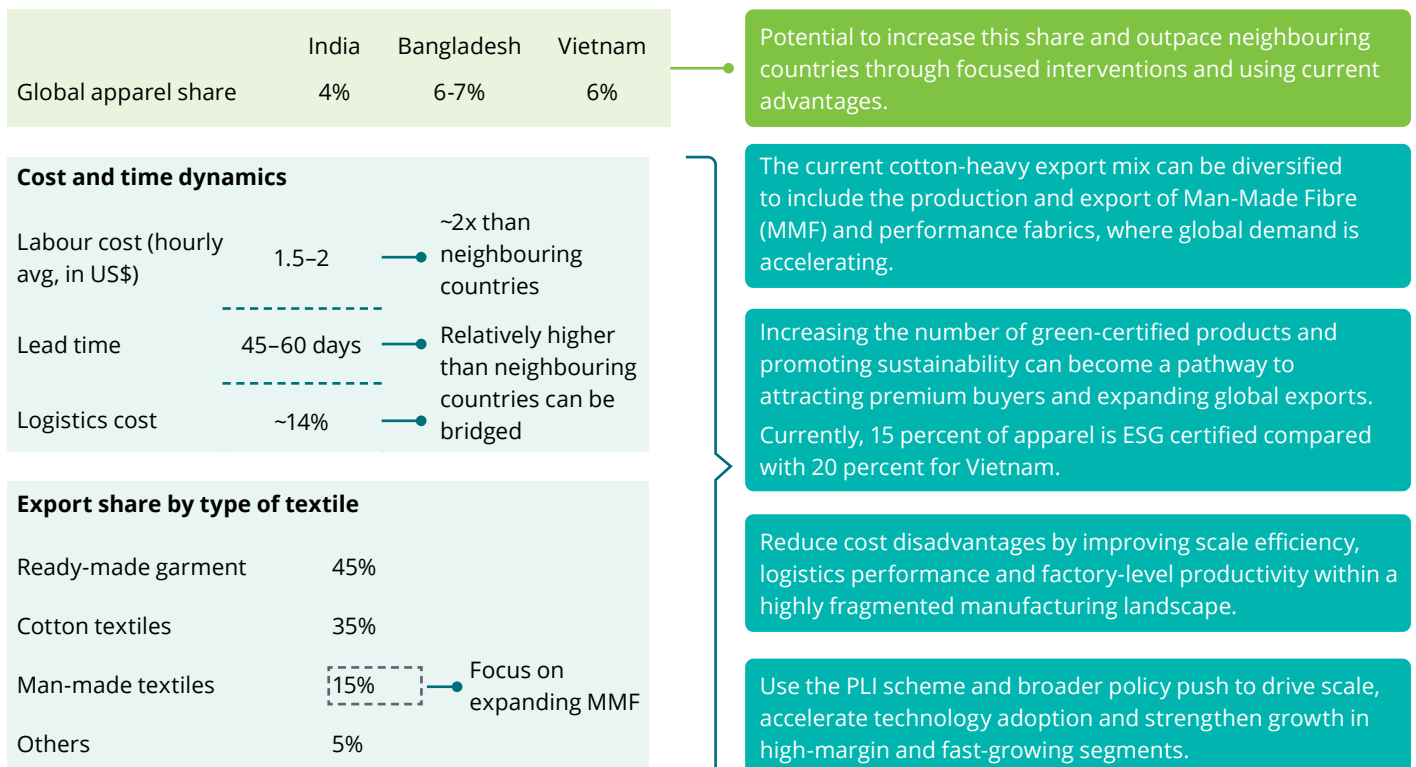 India Bangladesh Vietnam
Global apparel share 4% 6-7% 6%
Potential to increase this share and outpace neighbouring
countries through focused interventions and using current
advantages.
Cost and time dynamics
Labour cost (hourly
avg, in US$)
1.5–2
~2x than
neighbouring
countries
Lead time
45–60 days
Relatively higher
than neighbouring
countries can be
bridged
Logistics cost
~14%
Export share by type of textile
Ready-made garment 45%
Cotton textiles 35%
Man-made textiles 15%
Focus on
expanding MMF
Others 5%
The current cotton-heavy export mix can be diversified
to include the production and export of Man-Made Fibre
(MMF) and performance fabrics, where global demand is
accelerating.
Increasing the number of green-certified products and
promoting sustainability can become a pathway to
attracting premium buyers and expanding global exports.
Currently, 15 percent of apparel is ESG certified compared
with 20 percent for Vietnam.
Reduce cost disadvantages by improving scale efficiency,
logistics performance and factory-level productivity within a
highly fragmented manufacturing landscape.
Use the PLI scheme and broader policy push to drive scale,
accelerate technology adoption and strengthen growth in
high-margin and fast-growing segments.